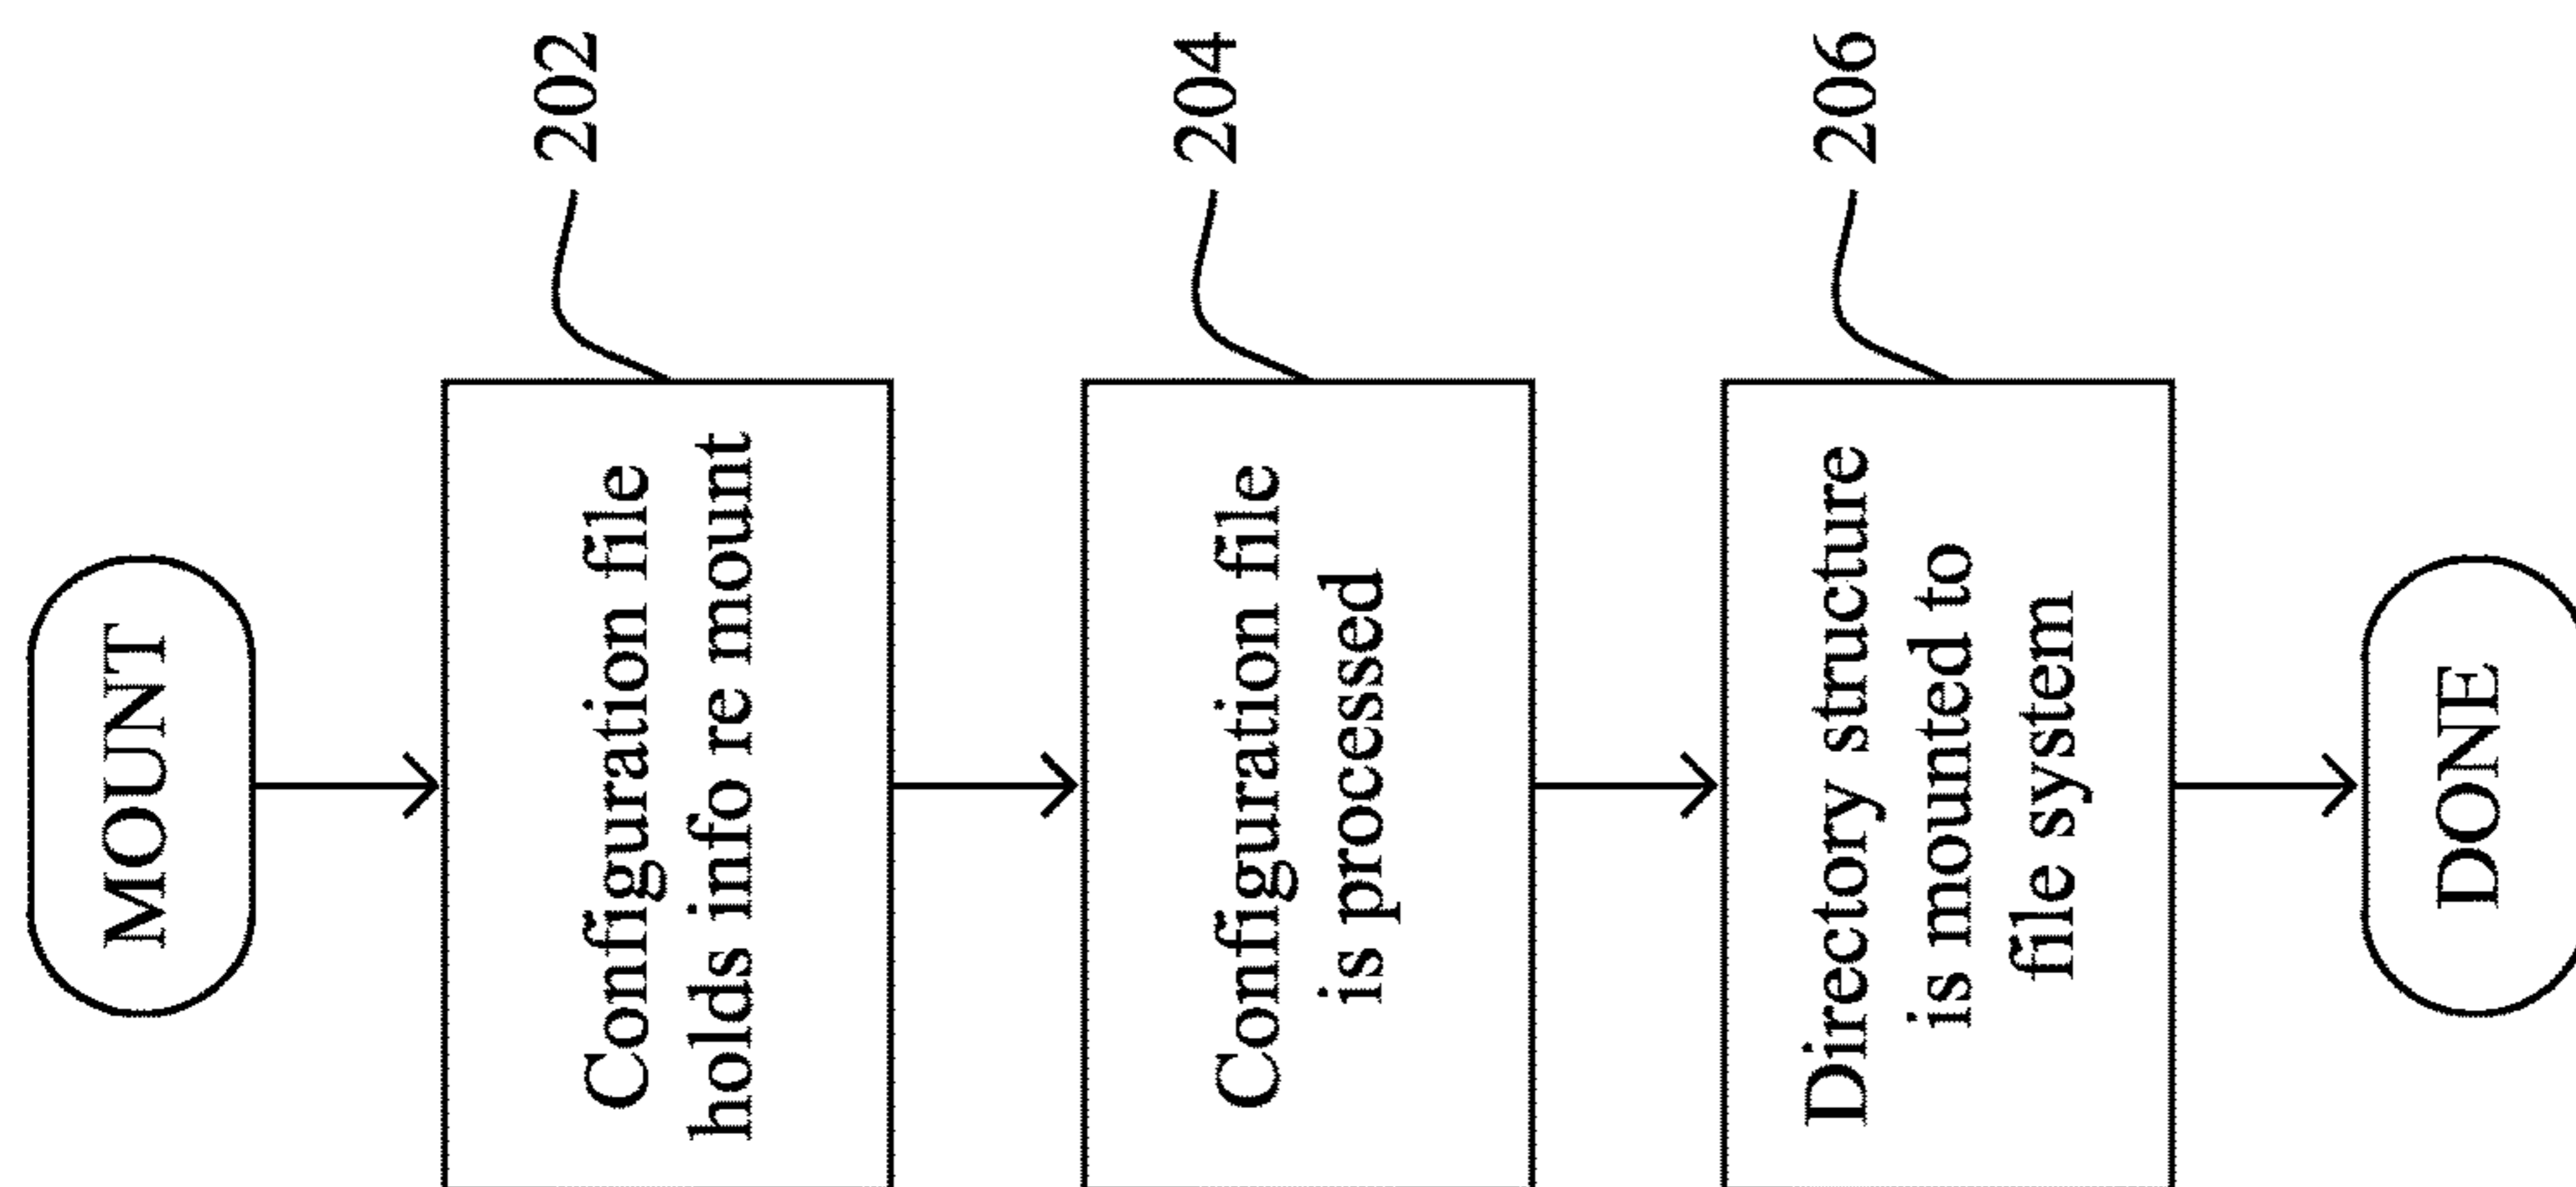 MOUNT
202
Configuration file
holds info re mount
204
Configuration file
is processed
206
Directory structure
is mounted to
file system
DONE